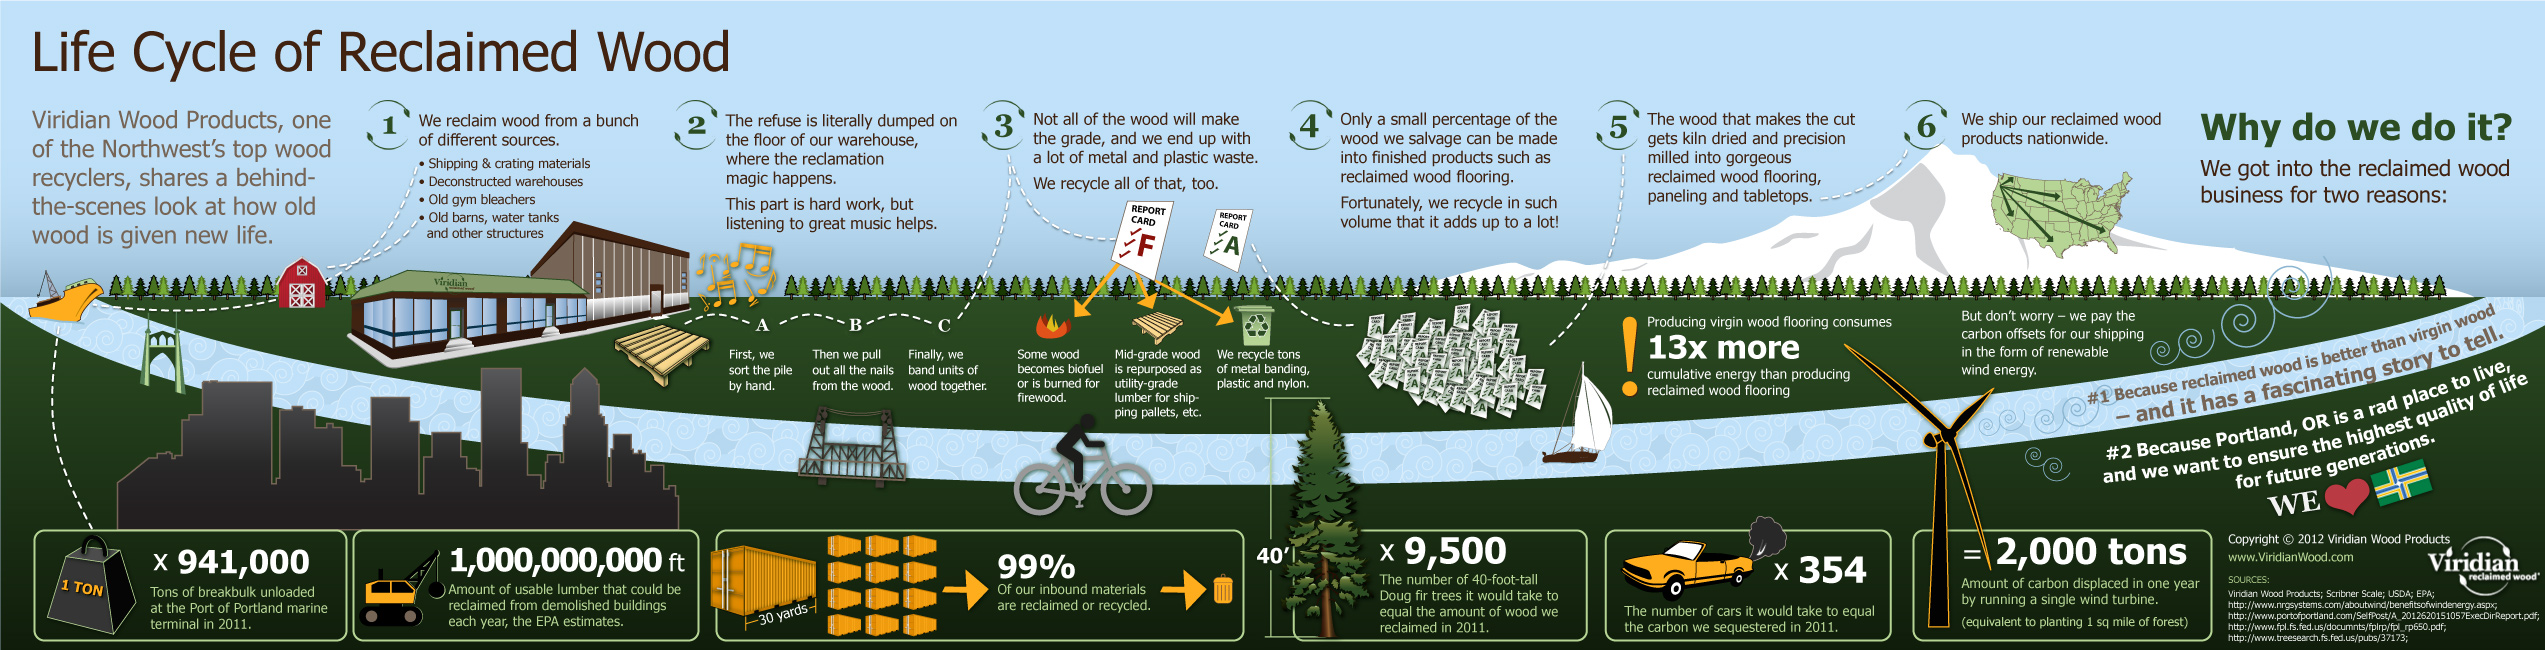 Life Cycle of Reclaimed Wood
Viridian Wood Products, one
of the Northwest's top wood
recyclers, shares a behind-
the-scenes look at how old
wood is given new life.
1
We reclaim wood from a bunch
of different sources.
• Shipping & crating materials
• Deconstructed warehouses
• Old gym bleachers
• Old barns, water tanks
and other structures
2
The refuse is literally dumped on
the floor of our warehouse,
where the reclamation
magic happens.
This part is hard work, but
listening to great music helps.
3
Not all of the wood will make
the grade, and we end up with
a lot of metal and plastic waste.
We recycle all of that, too.
REPORT
CARD
F
REPORT
CARD
A
4
Only a small percentage of the
wood we salvage can be made
into finished products such as
reclaimed wood flooring.
Fortunately, we recycle in such
volume that it adds up to a lot!
5
The wood that makes the cut
gets kiln dried and precision
milled into gorgeous
reclaimed wood flooring,
paneling and tabletops.
6
We ship our reclaimed wood
products nationwide.
Why do we do it?
We got into the reclaimed wood
business for two reasons:
Viridian
reclaimed wood
A
First, we
sort the pile
by hand.
B
Then we pull
out all the nails
from the wood.
C
Finally, we
band units of
wood together.
Some wood
becomes biofuel
or is burned for
firewood.
Mid-grade wood
is repurposed as
utility-grade
lumber for ship-
ping pallets, etc.
We recycle tons
of metal banding,
plastic and nylon.
Producing virgin wood flooring consumes
13x more
cumulative energy than producing
reclaimed wood flooring
But don't worry – we pay the
carbon offsets for our shipping
in the form of renewable
wind energy.
#1 Because reclaimed wood is better than virgin wood
– and it has a fascinating story to tell.
#2 Because Portland, OR is a rad place to live,
and we want to ensure the highest quality of life
for future generations.
WE
1 TON
x 941,000
Tons of breakbulk unloaded
at the Port of Portland marine
terminal in 2011.
1,000,000,000 ft
Amount of usable lumber that could be
reclaimed from demolished buildings
each year, the EPA estimates.
30 yards
99%
Of our inbound materials
are reclaimed or recycled.
40'
x 9,500
The number of 40-foot-tall
Doug fir trees it would take to
equal the amount of wood we
reclaimed in 2011.
x 354
The number of cars it would take to equal
the carbon we sequestered in 2011.
= 2,000 tons
Amount of carbon displaced in one year
by running a single wind turbine.
(equivalent to planting 1 sq mile of forest)
Copyright © 2012 Viridian Wood Products
www.ViridianWood.com
Viridian
reclaimed wood
SOURCES:
Viridian Wood Products; Scribner Scale; USDA; EPA;
http://www.nrgsystems.com/aboutwind/benefitsofwindenergy.aspx;
http://www.portofportland.com/SelfPost/A_2012620151057ExecDirReport.pdf;
http://www.fpl.fs.fed.us/documnts/fplrp/fpl_rp650.pdf;
http://www.treesearch.fs.fed.us/pubs/37173;